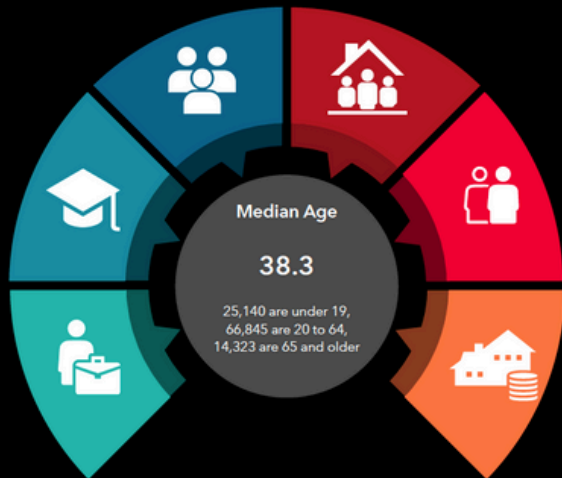 Median Age
38.3
25,140 are under 19,
66,845 are 20 to 64,
14,323 are 65 and older